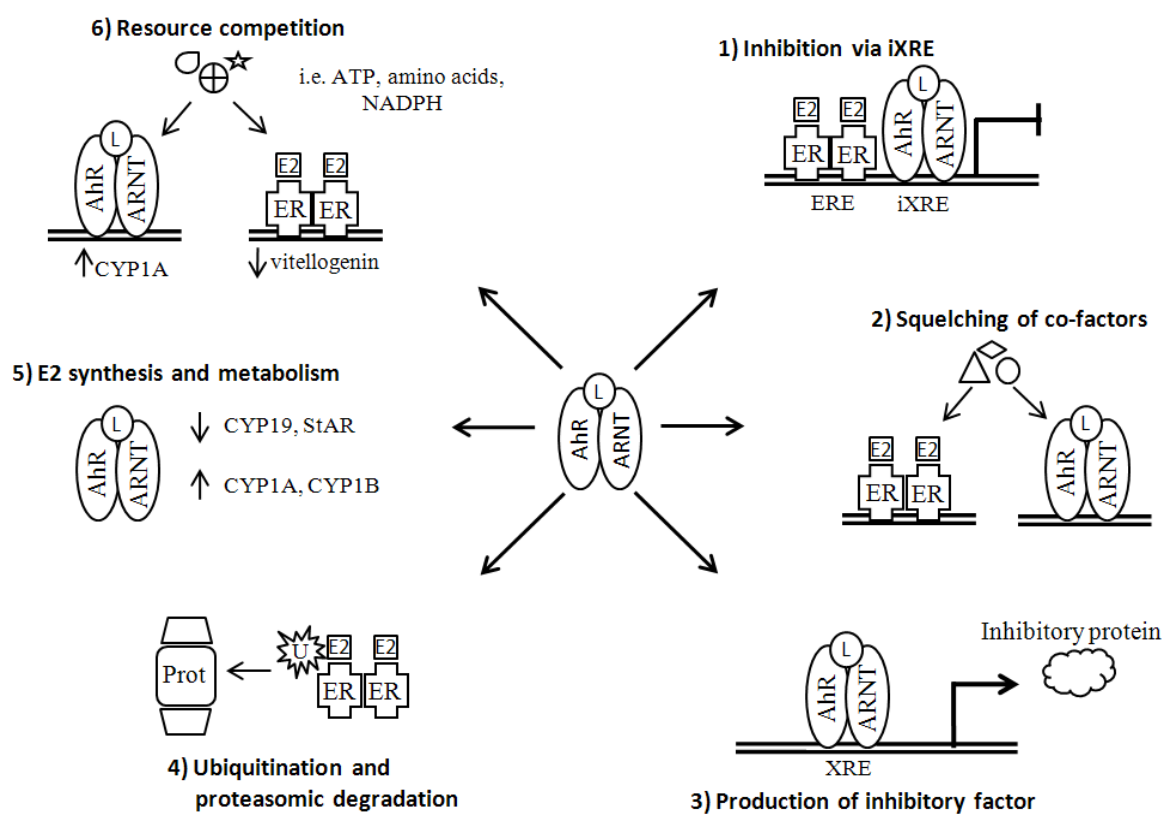 6) Resource competition
i.e. ATP, amino acids,
NADPH
L
AhR
ARNT
E2 E2
ER ER
↑CYP1A
↓vitellogenin
1) Inhibition via iXRE
E2 E2
ER ER
L
AhR
ARNT
ERE iXRE
2) Squelching of co-factors
E2 E2
ER ER
L
AhR
ARNT
5) E2 synthesis and metabolism
L
AhR
ARNT
↓ CYP19, StAR
↑ CYP1A, CYP1B
L
AhR
ARNT
Prot
U
E2 E2
ER ER
4) Ubiquitination and
proteasomic degradation
Inhibitory protein
L
AhR
ARNT
XRE
3) Production of inhibitory factor